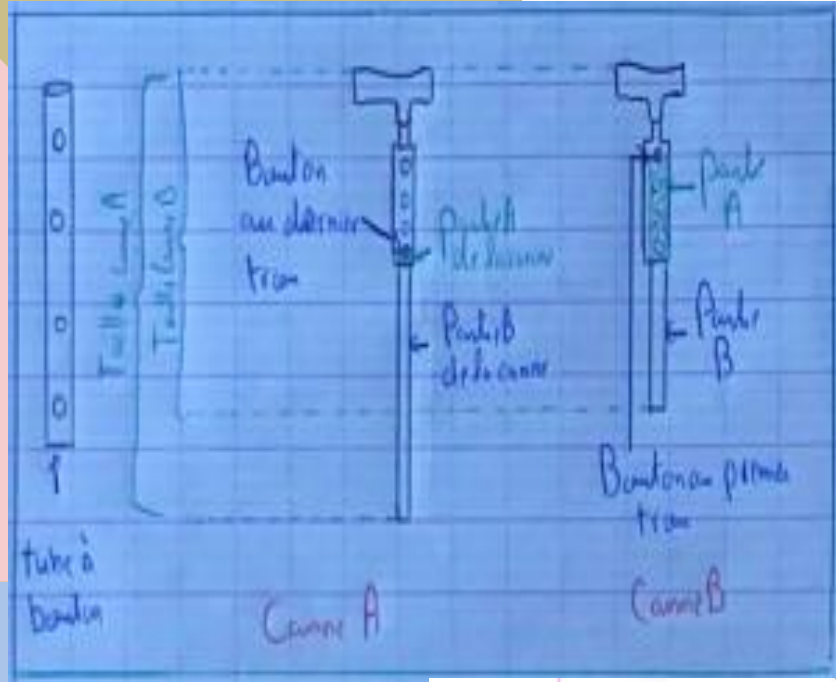 Taille canne A
Taille canne B
Bouton
au dernier
trou
partie A
de la canne
Partie B
de la canne
partie
A
Partie
B
Bouton au premier
trou
tube à
bouton
Canne A
Canne B